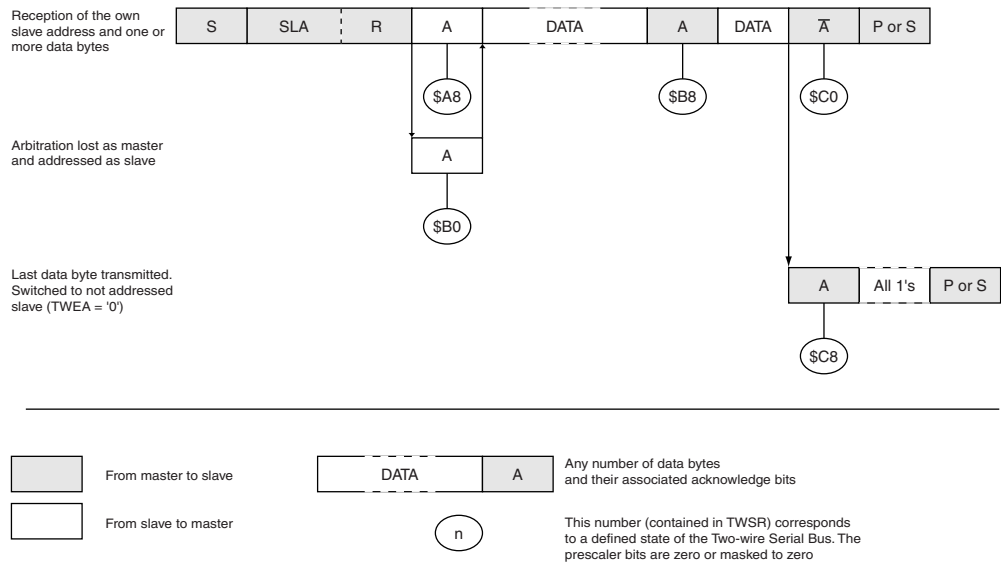 Reception of the own
slave address and one or
more data bytes
S SLA R A DATA A DATA A̅ P or S
$A8 $B8 $C0
Arbitration lost as master
and addressed as slave
A
$B0
Last data byte transmitted.
Switched to not addressed
slave (TWEA = '0')
A All 1's P or S
$C8
From master to slave
DATA A
Any number of data bytes
and their associated acknowledge bits
From slave to master
n
This number (contained in TWSR) corresponds
to a defined state of the Two-wire Serial Bus. The
prescaler bits are zero or masked to zero